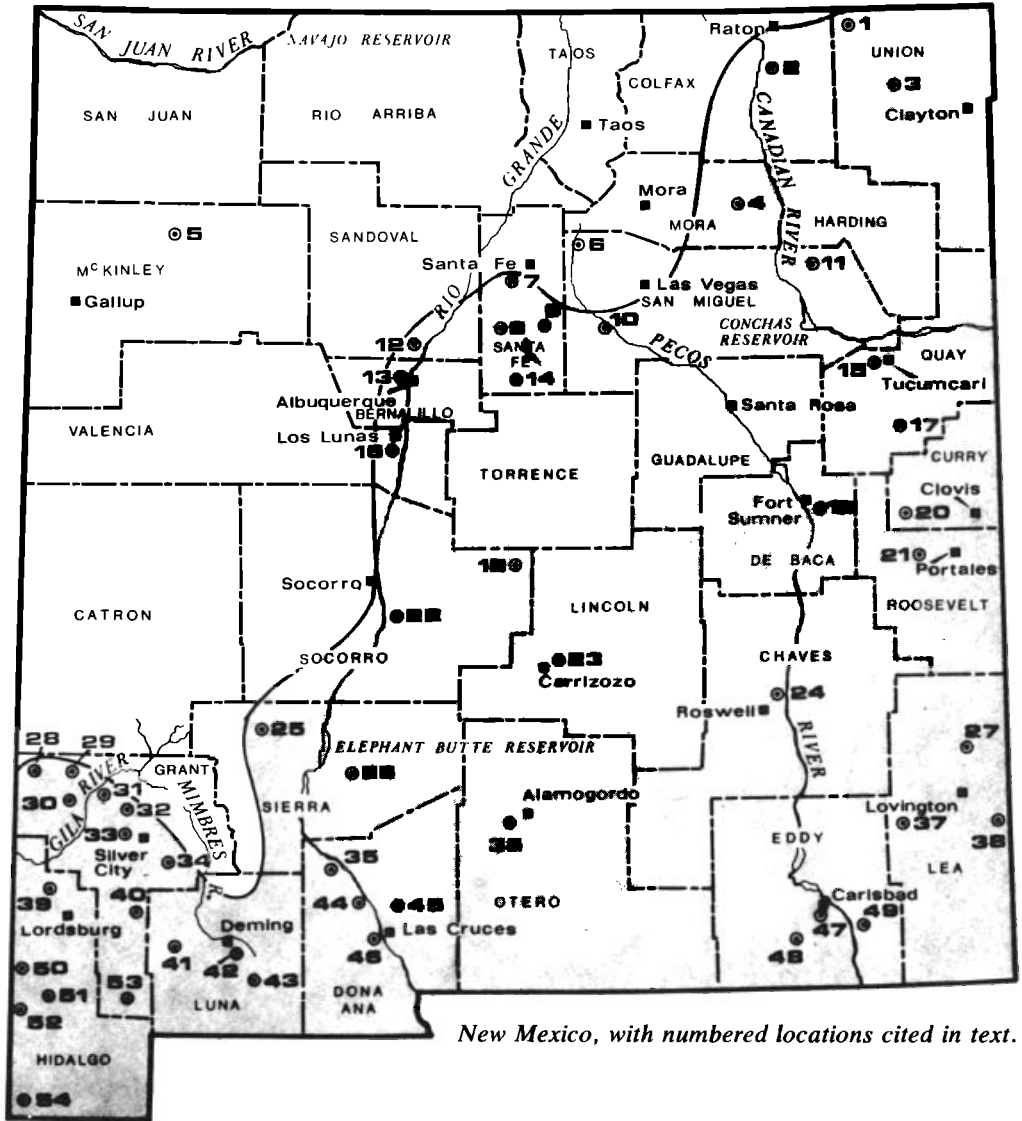 SAN JUAN RIVER
NAVAJO RESERVOIR
TAOS
Raton
1
UNION
COLFAX
2
3
SAN JUAN
RIO ARRIBA
Clayton
Taos
CANADIAN RIVER
RIO GRANDE
Mora
4
MORA
HARDING
5
SANDOVAL
6
McKINLEY
Santa Fe
7
11
Gallup
Las Vegas
SAN MIGUEL
10
CONCHAS
RESERVOIR
12
SANTA
FE
PECOS RIVER
QUAY
13
14
Tucumcari
Albuquerque
BERNALILLO
Santa Rosa
VALENCIA
Los Lunas
17
GUADALUPE
CURRY
TORRENCE
Clovis
Fort
Sumner
20
21
DE BACA
Portales
Socorro
LINCOLN
ROOSEVELT
CATRON
22
SOCORRO
23
Carrizozo
CHAVES
24
Roswell
25
27
28
29
ELEPHANT BUTTE RESERVOIR
GRANT
GILA RIVER
MIMBRES R.
30
31
32
SIERRA
Alamogordo
Lovington
33
Silver
City
37
38
EDDY
34
35
LEA
39
40
44
OTERO
Carlsbad
Lordsburg
Deming
Las Cruces
47
49
41
42
46
48
50
43
51
53
DONA
ANA
52
LUNA
New Mexico, with numbered locations cited in text.
HIDALGO
54